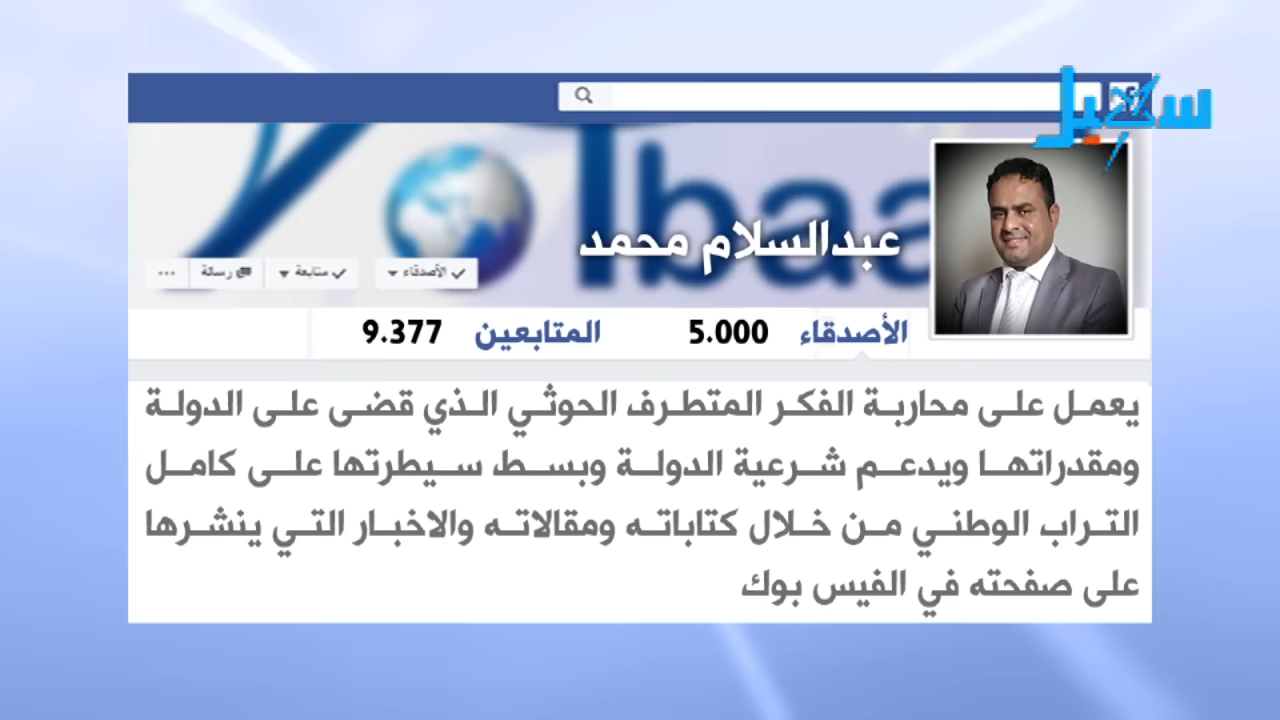 سهيل
Ibaa
عبدالسلام محمد
الأصدقاء
متابعة
رسالة
...
الأصدقاء 5.000 المتابعين 9.377
يعمل على محاربة الفكر المتطرف الحوثي الذي قضى على الدولة
ومقدراتها ويدعم شرعية الدولة وبسط سيطرتها على كامل
التراب الوطني من خلال كتاباته ومقالاته والاخبار التي ينشرها
على صفحته في الفيس بوك